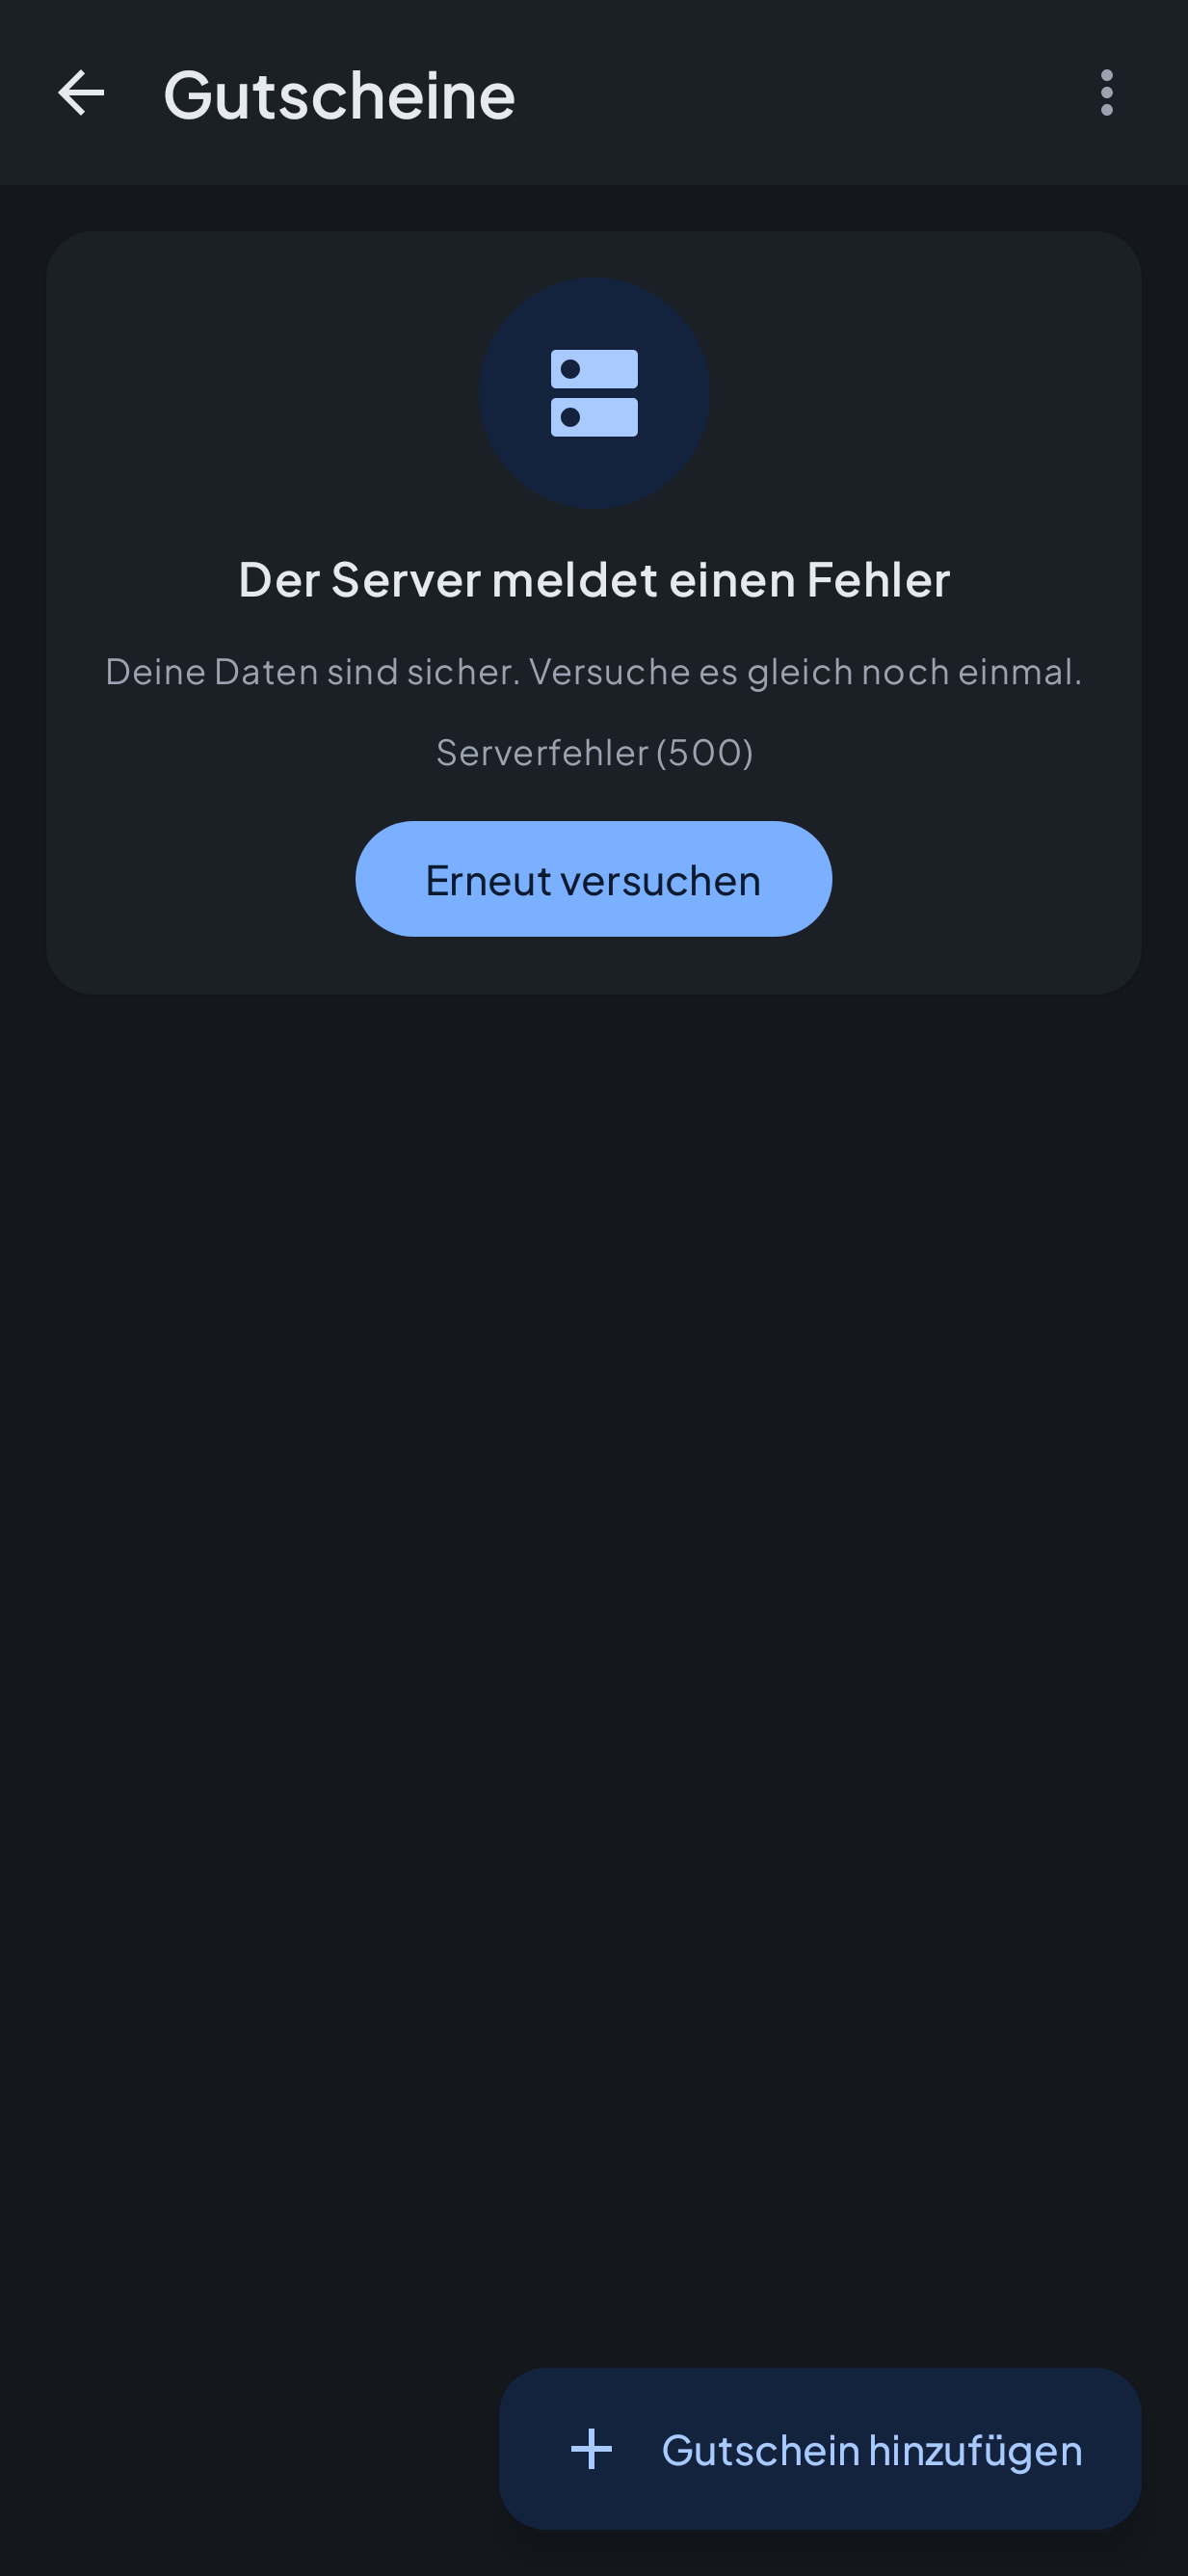 Gutscheine
Der Server meldet einen Fehler
Deine Daten sind sicher. Versuche es gleich noch einmal.
Serverfehler (500)
Erneut versuchen
Gutschein hinzufügen